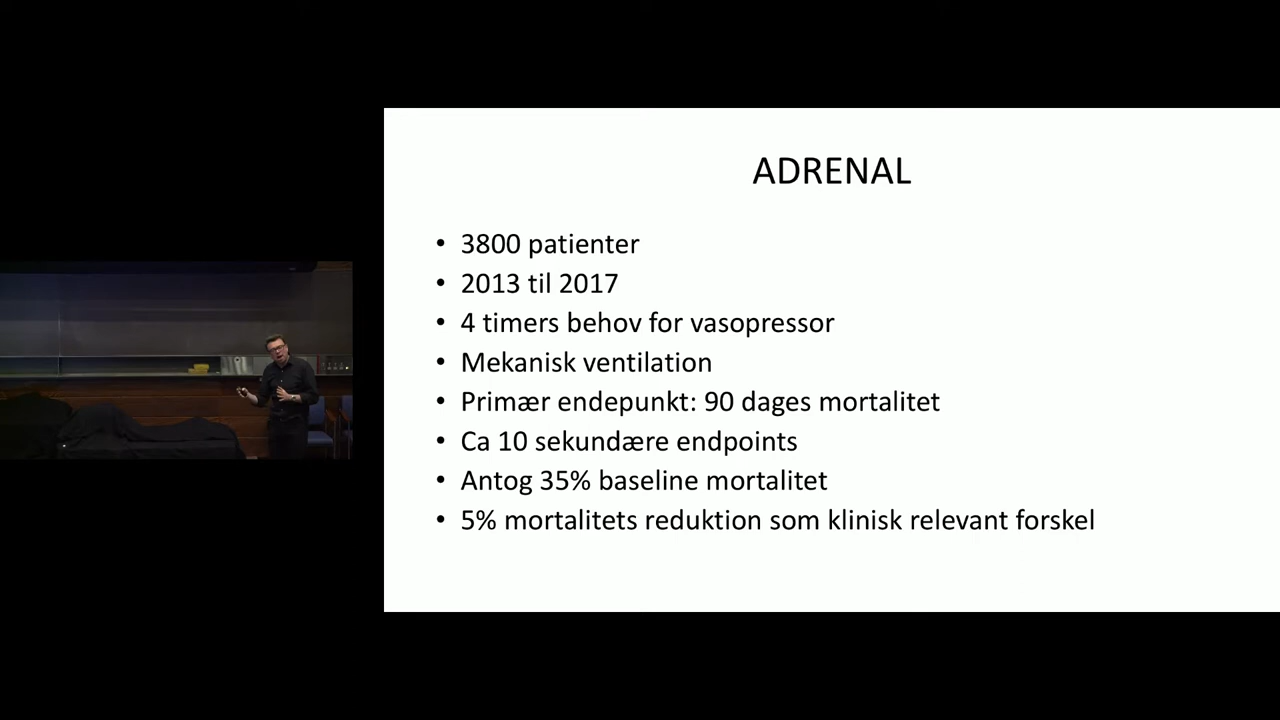 ADRENAL
• 3800 patienter
• 2013 til 2017
• 4 timers behov for vasopressor
• Mekanisk ventilation
• Primær endepunkt: 90 dages mortalitet
• Ca 10 sekundære endpoints
• Antog 35% baseline mortalitet
• 5% mortalitets reduktion som klinisk relevant forskel